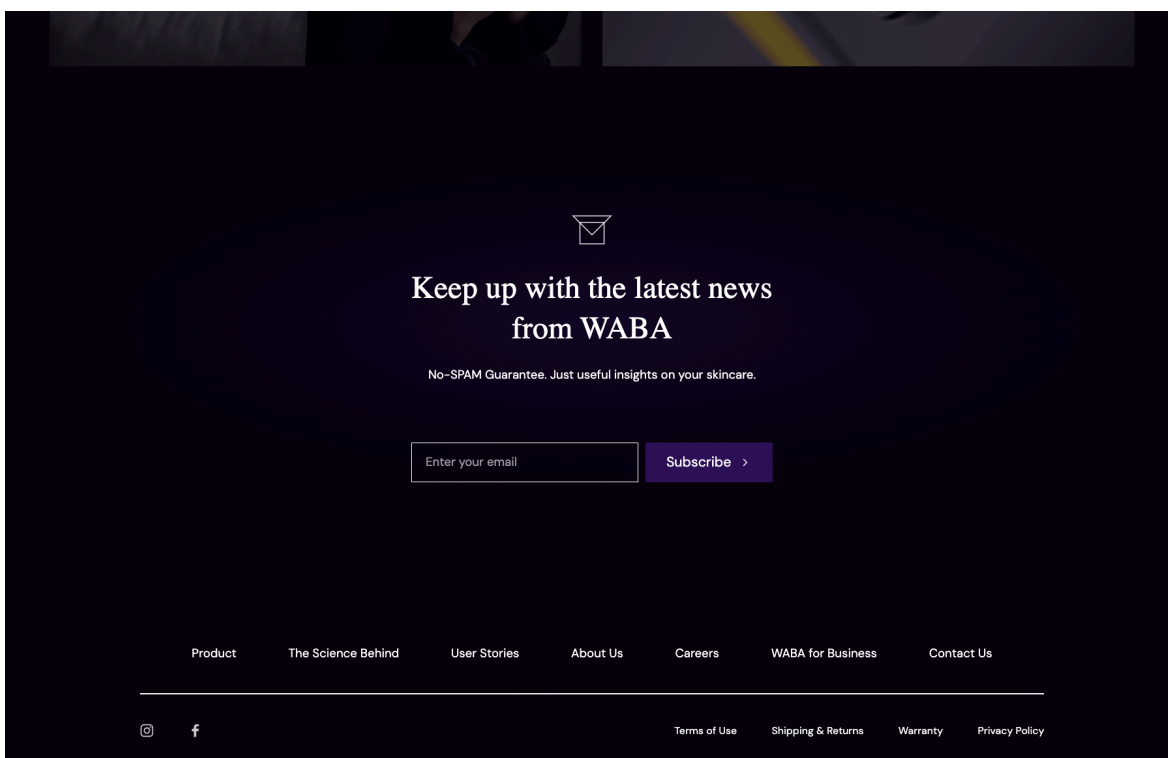 Keep up with the latest news
from WABA
No-SPAM Guarantee. Just useful insights on your skincare.
Enter your email
Subscribe
Product The Science Behind User Stories About Us Careers WABA for Business Contact Us
Terms of Use Shipping & Returns Warranty Privacy Policy